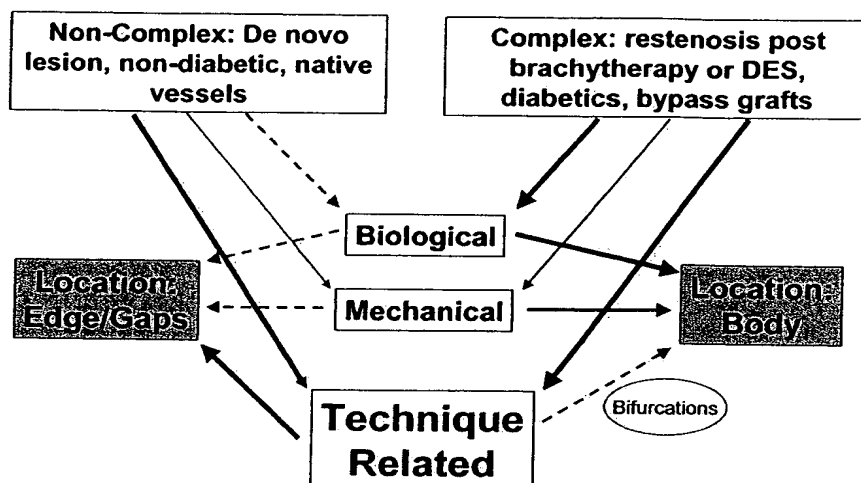 Non-Complex: De novo
lesion, non-diabetic, native
vessels
Complex: restenosis post
brachytherapy or DES,
diabetics, bypass grafts
Biological
Location:
Edge/Gaps
Mechanical
Location:
Body
Technique
Related
Bifurcations